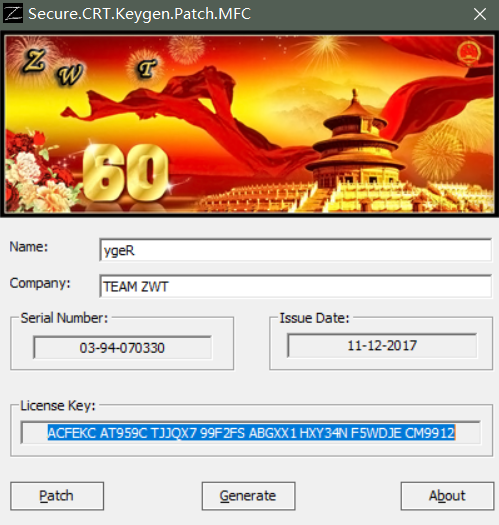 Secure.CRT.Keygen.Patch.MFC
Z W T
60
Name:
ygeR
Company:
TEAM ZWT
Serial Number:
03-94-070330
Issue Date:
11-12-2017
License Key:
ACFEKC AT959C TJJQX7 99F2FS ABGXX1 HXY34N F5WDJE CM9912
Patch
Generate
About